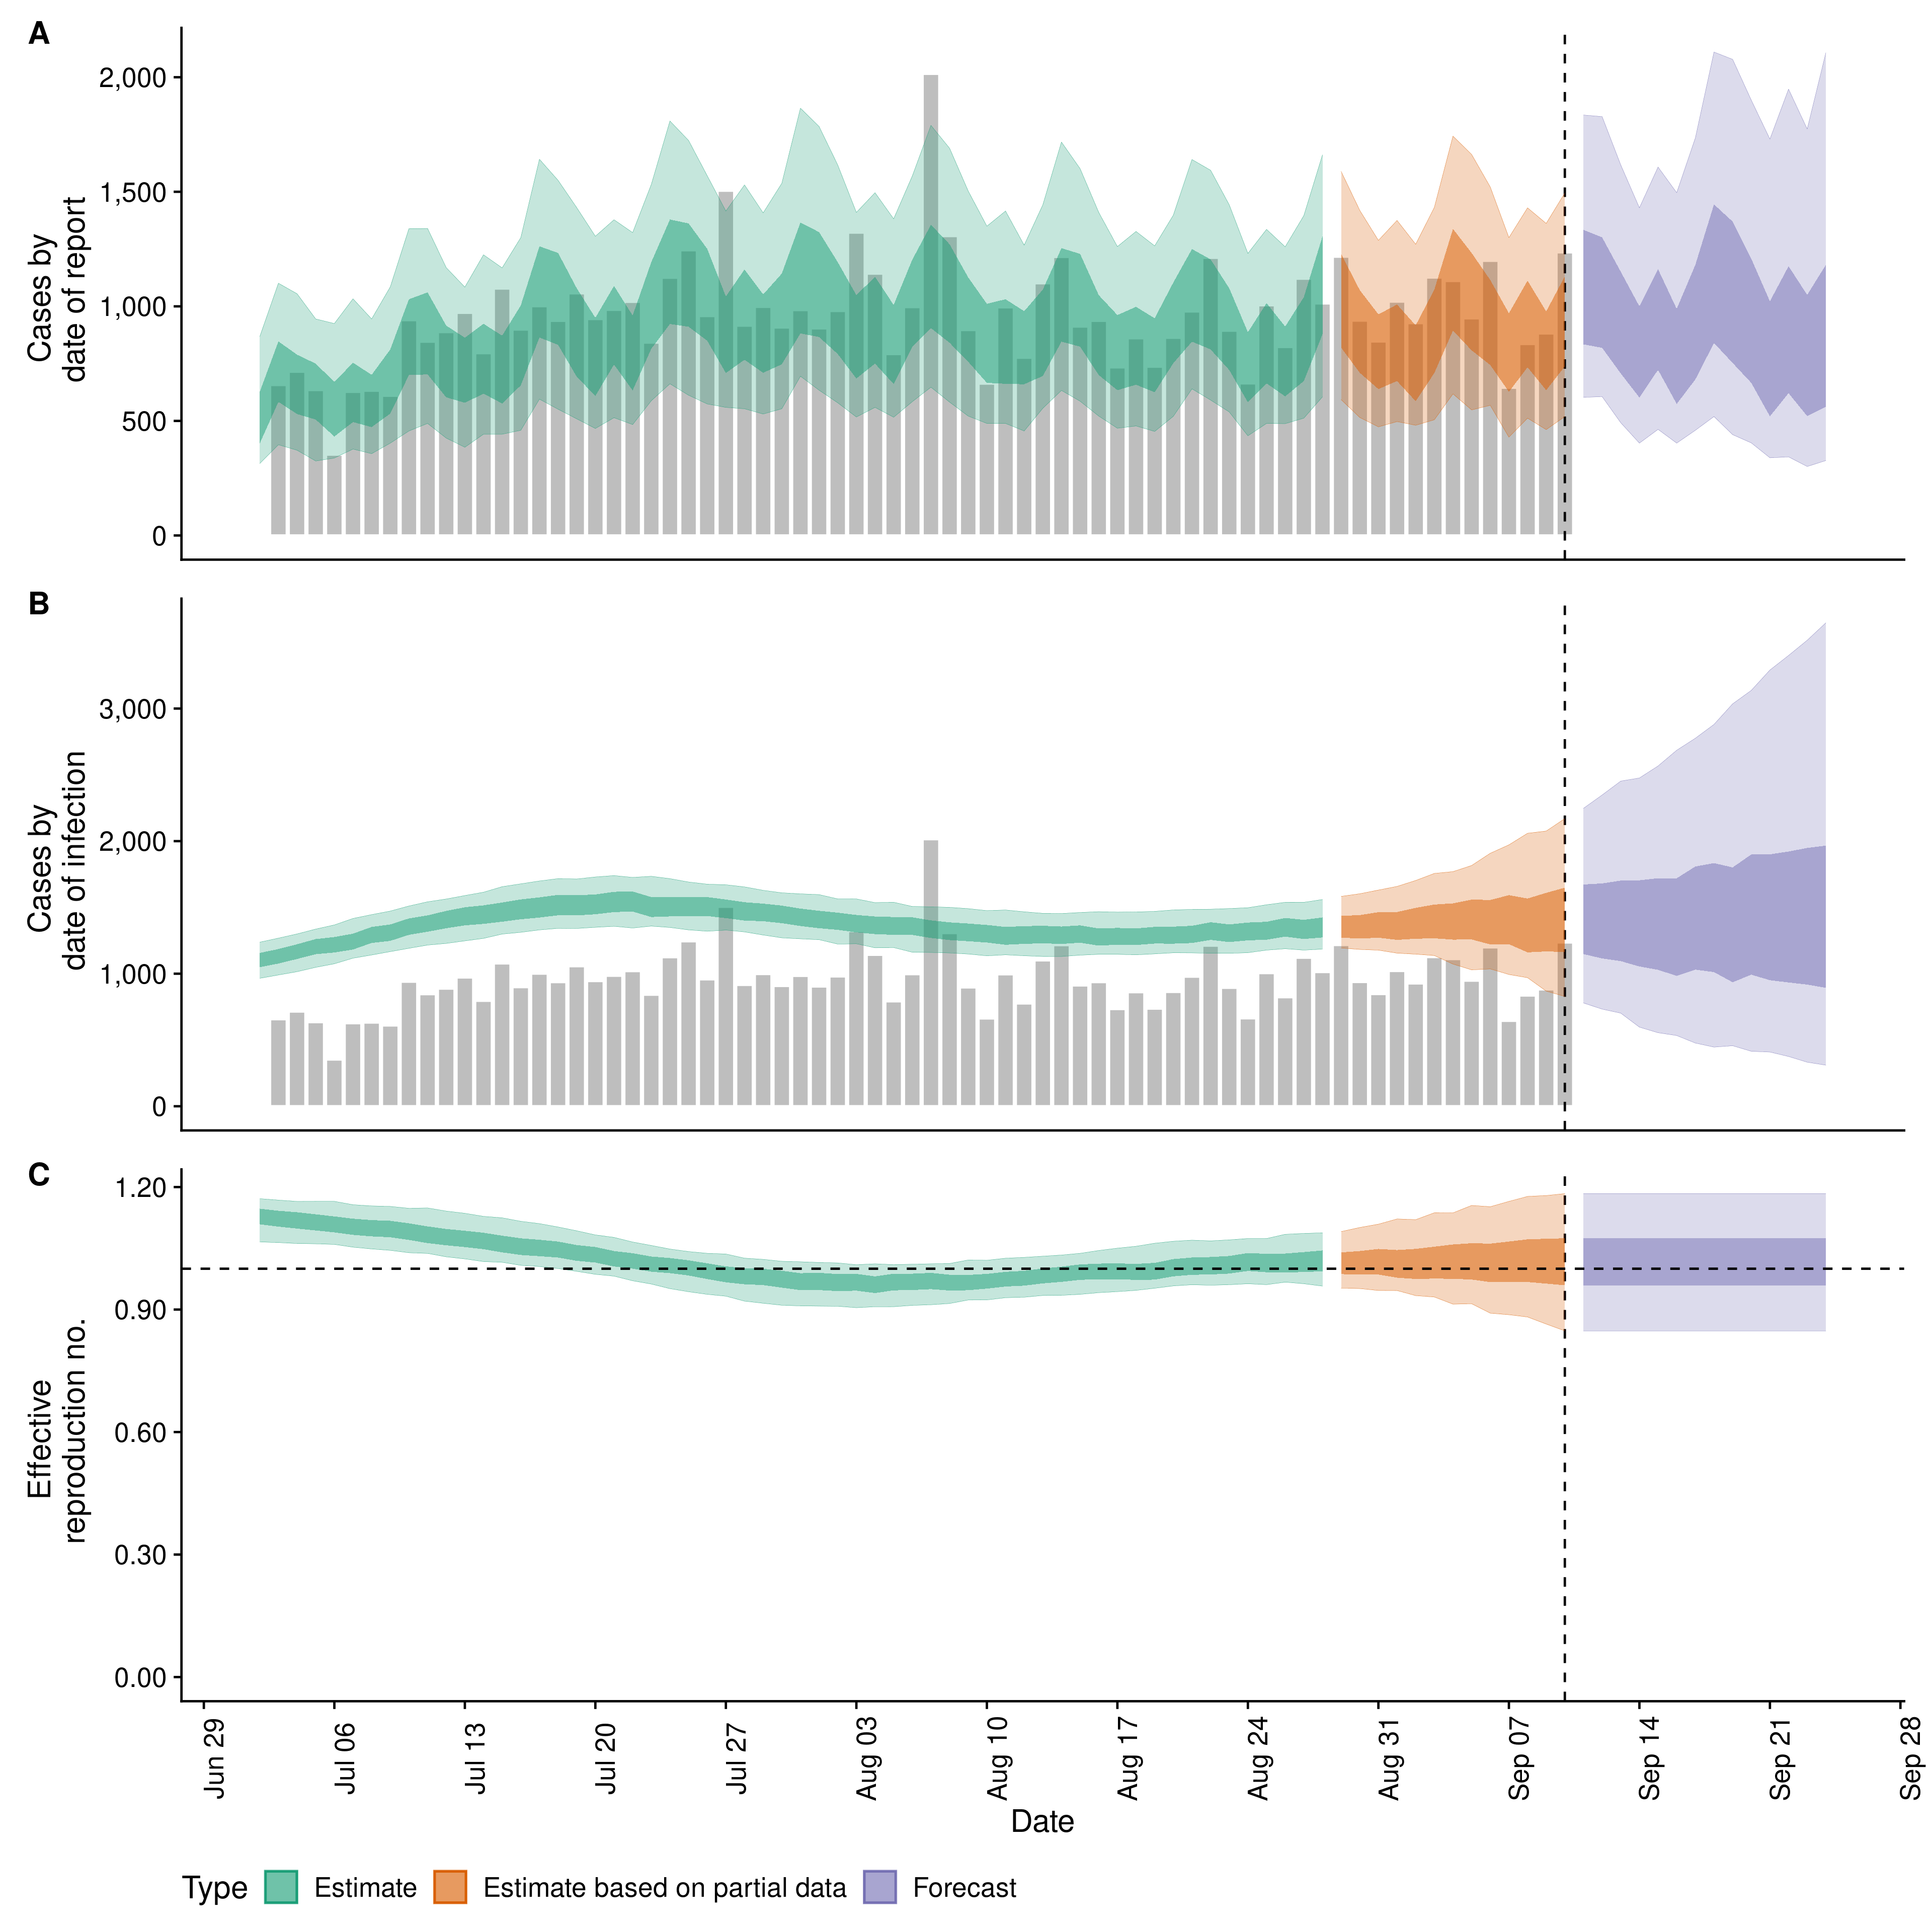 A
2,000
1,500
1,000
500
0
Cases by
date of report
B
3,000
2,000
1,000
0
Cases by
date of infection
C
1.20
0.90
0.60
0.30
0.00
Effective
reproduction no.
Jun 29
Jul 06
Jul 13
Jul 20
Jul 27
Aug 03
Aug 10
Aug 17
Aug 24
Aug 31
Sep 07
Sep 14
Sep 21
Sep 28
Date
Type
Estimate
Estimate based on partial data
Forecast